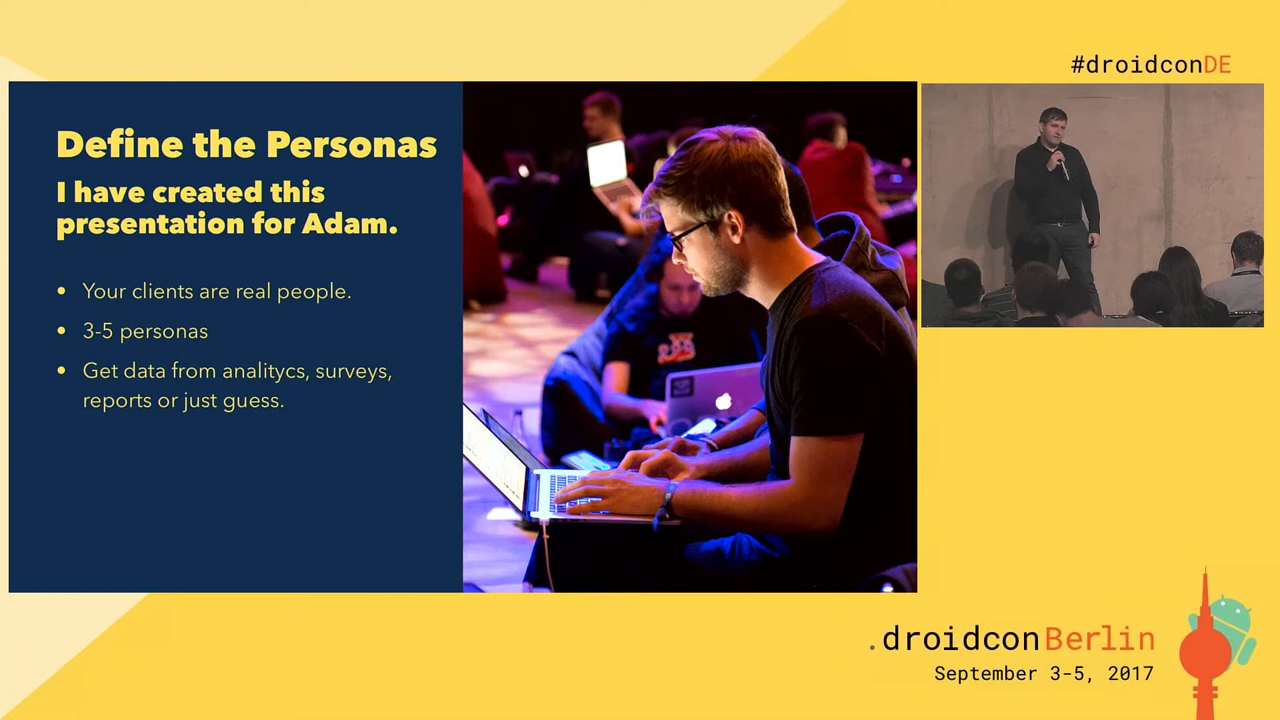 #droidconDE
Define the Personas
I have created this
presentation for Adam.
• Your clients are real people.
• 3-5 personas
• Get data from analitycs, surveys,
reports or just guess.
.droidconBerlin
September 3-5, 2017